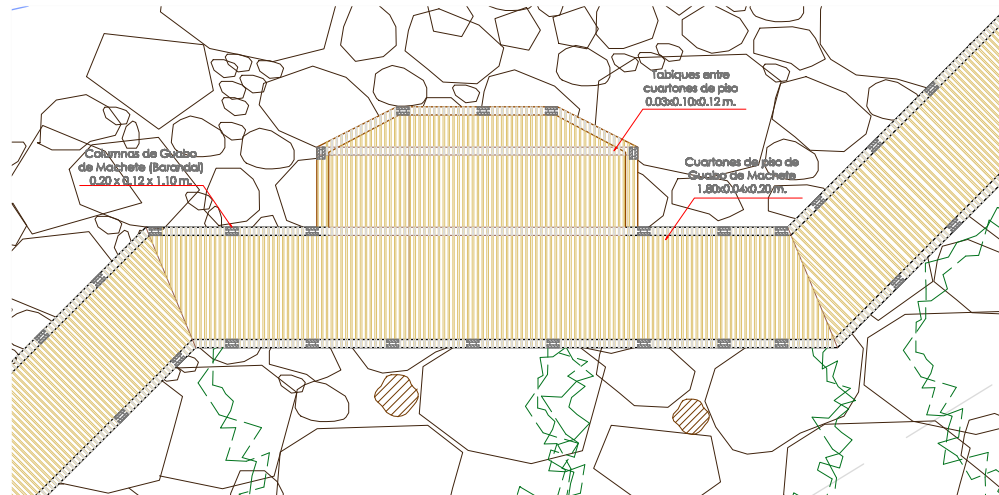 Tabiques entre
cuartones de piso
0.03x0.10x0.12 m.
Columnas de Guabo
de Machete (Barandal)
0.20 x 0.12 x 1.10 m.
Cuartones de piso de
Guabo de Machete
1.80x0.04x0.20 m.